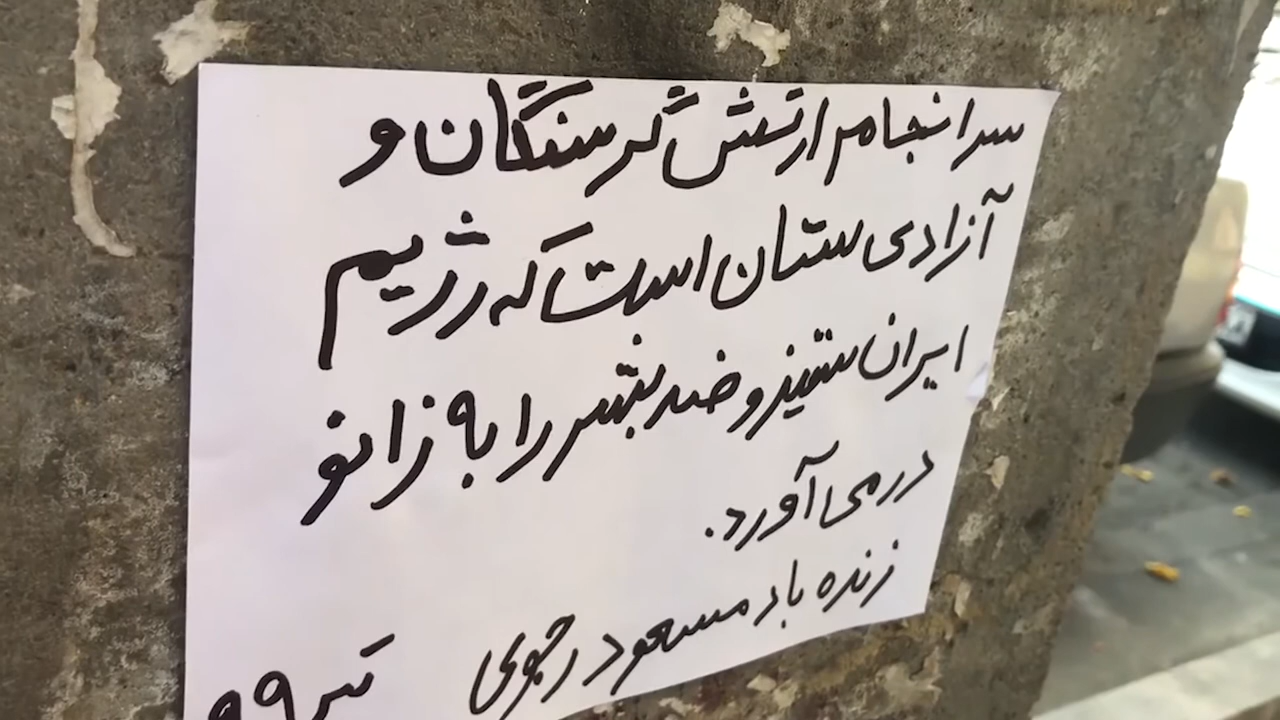 سرانجام ارتش گرسنگان و
آزادی ستان است که رژیم
ایران ستیز و ضد بشر را به زانو
در می آورد.
زنده باد مسعود رجوی
تیر ۹۹